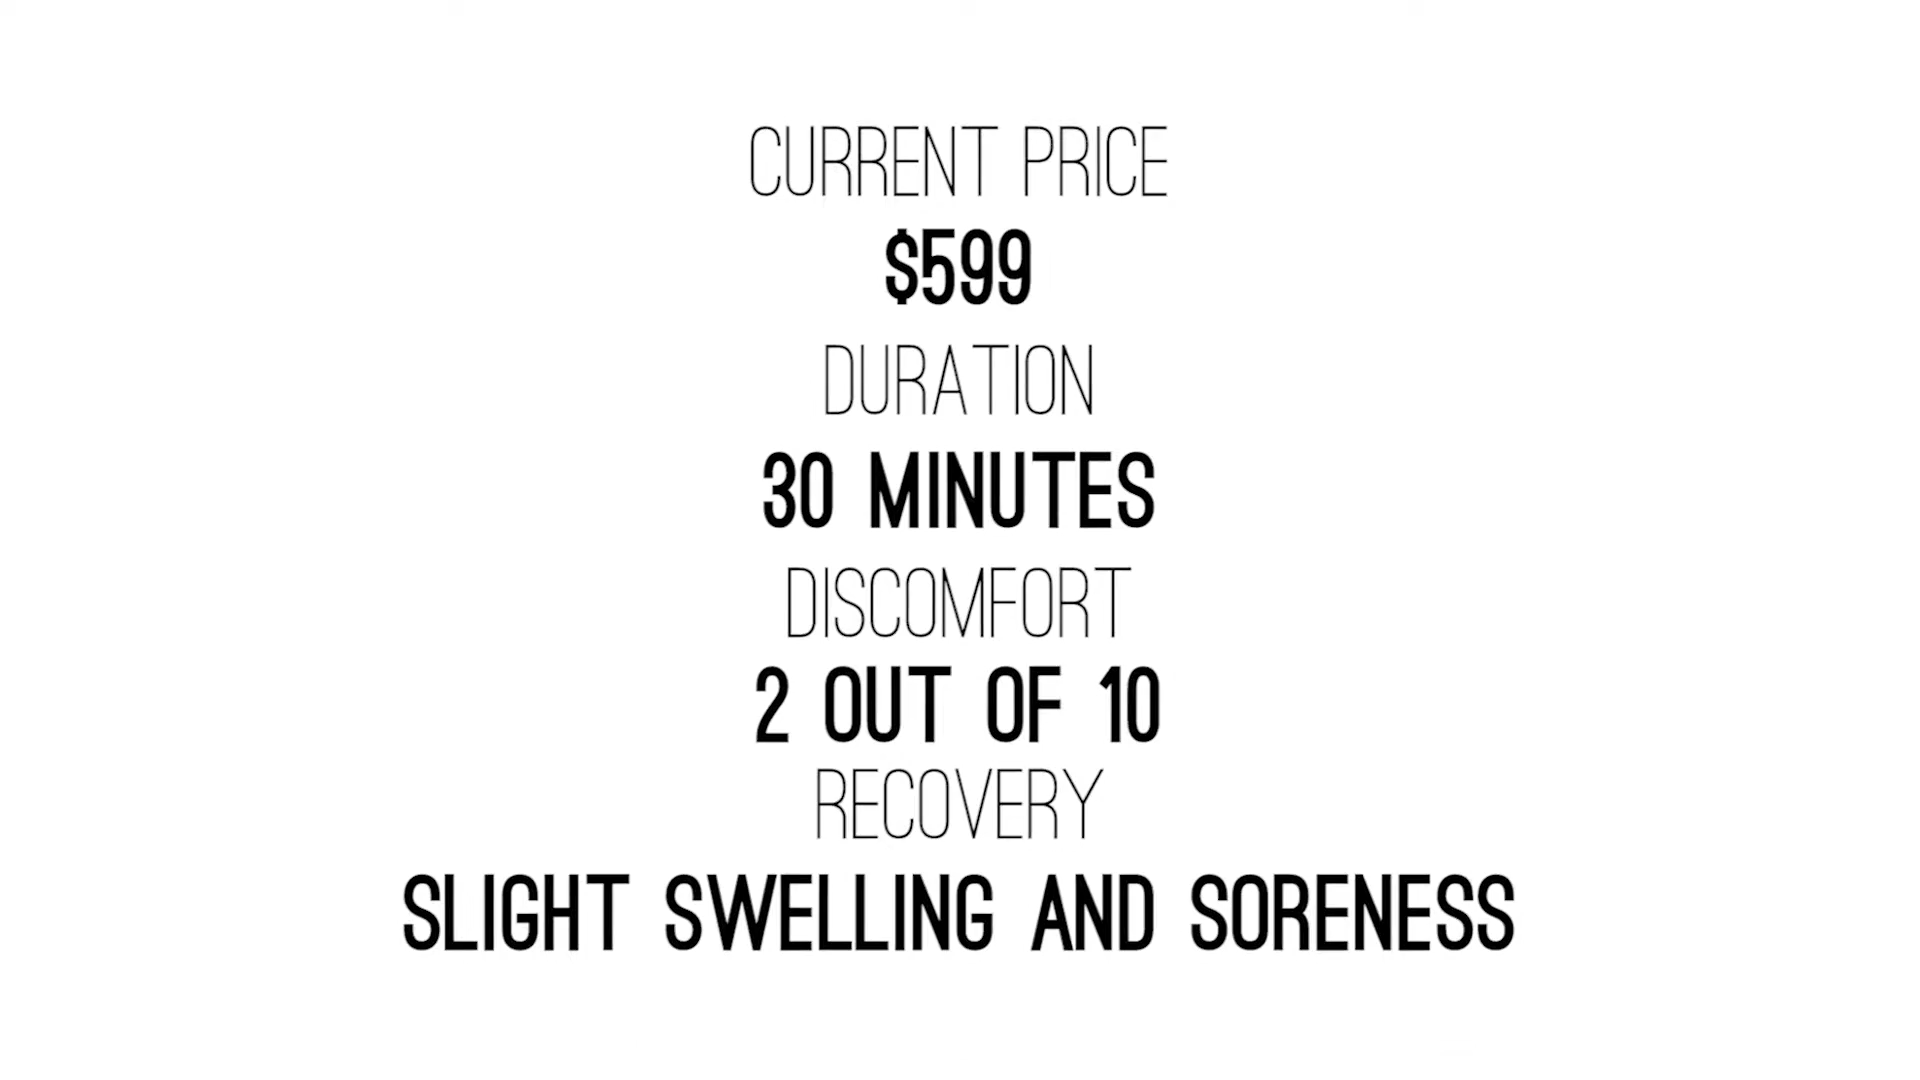 CURRENT PRICE
$599
DURATION
30 MINUTES
DISCOMFORT
2 OUT OF 10
RECOVERY
SLIGHT SWELLING AND SORENESS